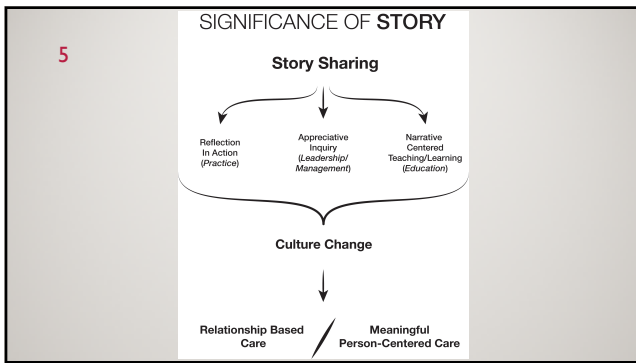 SIGNIFICANCE OF STORY
5
Story Sharing
Reflection
In Action
(Practice)
Appreciative
Inquiry
(Leadership/
Management)
Narrative
Centered
Teaching/Learning
(Education)
Culture Change
Relationship Based
Care
Meaningful
Person-Centered Care